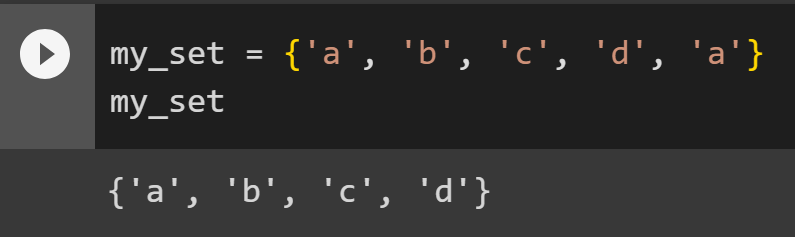 my_set = {'a', 'b', 'c', 'd', 'a'}
my_set
{'a', 'b', 'c', 'd'}